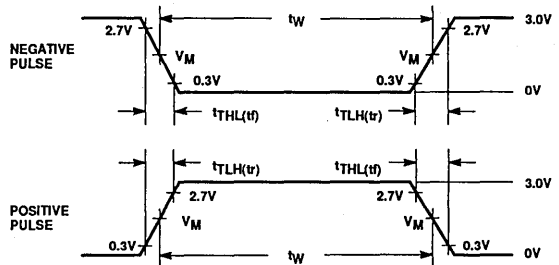 tW
3.0V
2.7V
2.7V
NEGATIVE
PULSE
VM
VM
0.3V
0.3V
0V
tTHL(tf)
tTLH(tr)
tTLH(tr)
tTHL(tf)
3.0V
2.7V
2.7V
POSITIVE
PULSE
VM
VM
0.3V
0.3V
tW
0V